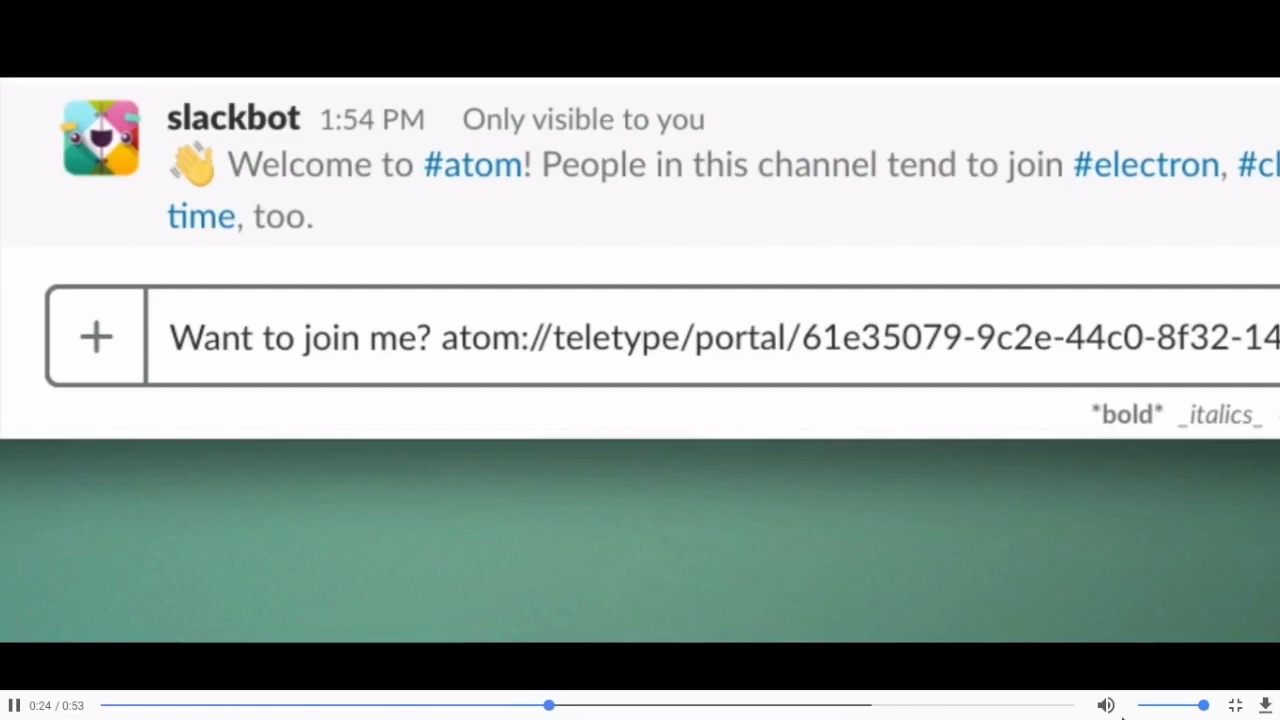 slackbot 1:54 PM Only visible to you
👋 Welcome to #atom! People in this channel tend to join #electron, #cl
time, too.
+ Want to join me? atom://teletype/portal/61e35079-9c2e-44c0-8f32-14
*bold* _italics_
0:24 / 0:53